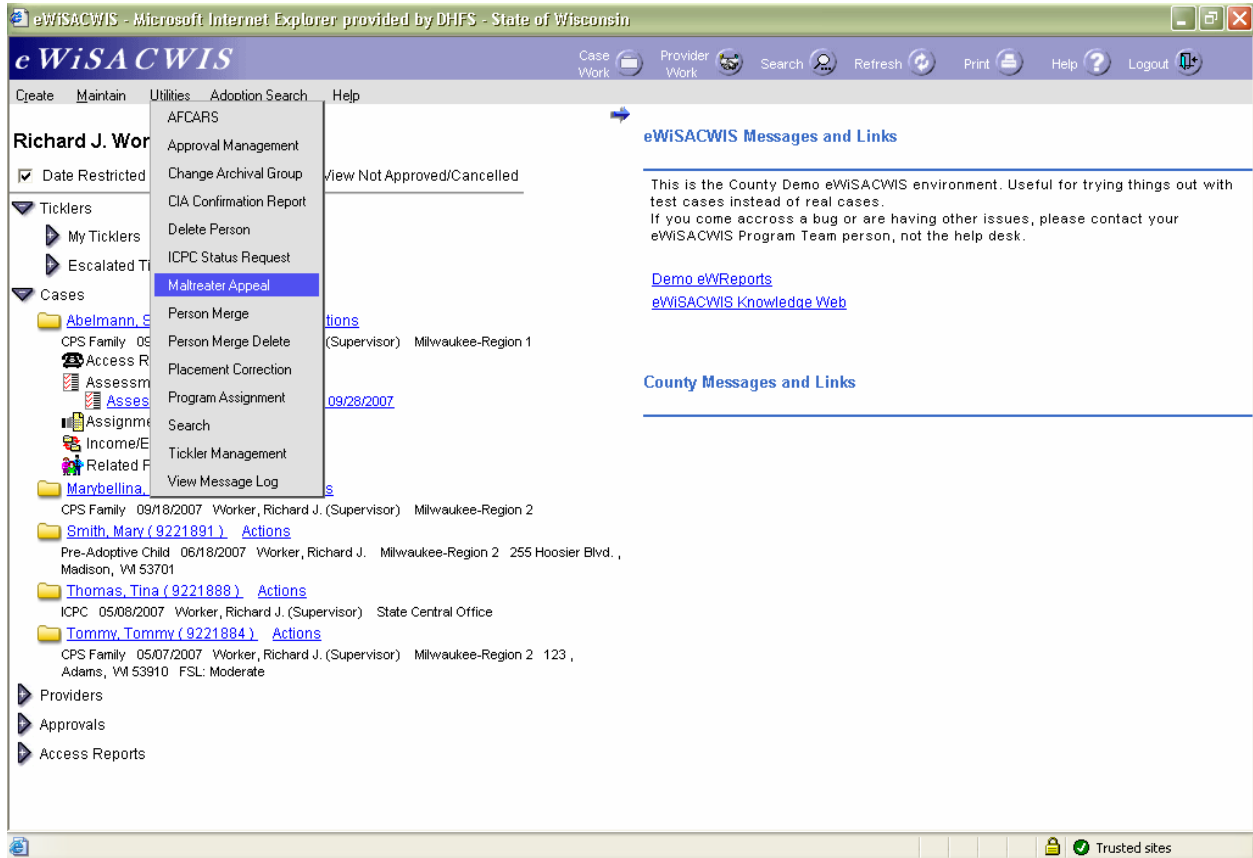 eWiSACWIS - Microsoft Internet Explorer provided by DHFS - State of Wisconsin
e WiSACWIS
Case Work
Provider Work
Search
Refresh
Print
Help
Logout
Create Maintain Utilities Adoption Search Help
AFCARS
Approval Management
Change Archival Group
CIA Confirmation Report
Delete Person
ICPC Status Request
Maltreater Appeal
Person Merge
Person Merge Delete
Placement Correction
Program Assignment
Search
Tickler Management
View Message Log
Richard J. Wor
Date Restricted View Not Approved/Cancelled
Ticklers
My Ticklers
Escalated Ti
Cases
Abelmann, S tions
CPS Family 09 (Supervisor) Milwaukee-Region 1
Access R
Assessm
Asses 09/28/2007
Assignme
Income/E
Related F
Marybellina, s
CPS Family 09/18/2007 Worker, Richard J. (Supervisor) Milwaukee-Region 2
Smith, Mary ( 9221891 ) Actions
Pre-Adoptive Child 06/18/2007 Worker, Richard J. Milwaukee-Region 2 255 Hoosier Blvd. ,
Madison, WI 53701
Thomas, Tina ( 9221888 ) Actions
ICPC 05/08/2007 Worker, Richard J. (Supervisor) State Central Office
Tommy, Tommy ( 9221884 ) Actions
CPS Family 05/07/2007 Worker, Richard J. (Supervisor) Milwaukee-Region 2 123 ,
Adams, WI 53910 FSL: Moderate
Providers
Approvals
Access Reports
eWiSACWIS Messages and Links
This is the County Demo eWiSACWIS environment. Useful for trying things out with
test cases instead of real cases.
If you come accross a bug or are having other issues, please contact your
eWiSACWIS Program Team person, not the help desk.
Demo eWReports
eWiSACWIS Knowledge Web
County Messages and Links
Trusted sites